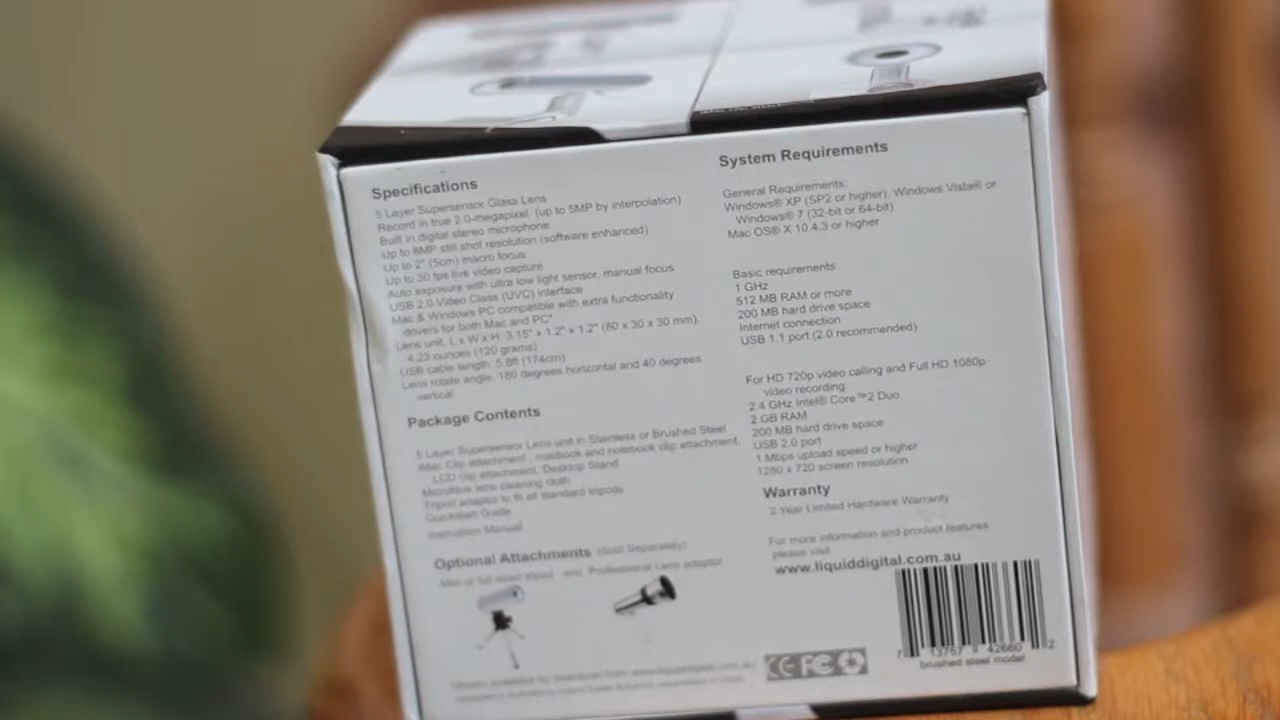 Specifications
5 Layer Supersensor Glass Lens
Record in true 2.0-megapixel (up to 5MP by interpolation)
Built in digital stereo microphone
Up to 8MP still shot resolution (software enhanced)
Up to 2" (5cm) macro focus
Up to 30 fps live video capture
Auto exposure with ultra low light sensor, manual focus
USB 2.0 Video Class (UVC) interface
Mac & Windows PC compatible with extra functionality
drivers for both Mac and PC*
Lens unit, L x W x H: 3.15" x 1.2" x 1.2" (80 x 30 x 30 mm),
4.23 ounces (120 grams)
USB cable length: 5.8ft (174cm)
Lens rotate angle, 180 degrees horizontal and 40 degrees
vertical.
Package Contents
5 Layer Supersensor Lens unit in Stainless or Brushed Steel
iMac Clip attachment, macbook and notebook clip attachment,
LCD clip attachment, Desktop Stand
Microfibre lens cleaning cloth
Tripod adaptor to fit all standard tripods
Quickstart Guide
Instruction Manual
Optional Attachments (Sold Separately)
Mini or full sized tripod and Professional Lens adaptor
System Requirements
General Requirements:
Windows® XP (SP2 or higher), Windows Vista® or
Windows® 7 (32-bit or 64-bit)
Mac OS® X 10.4.3 or higher
Basic requirements:
1 GHz
512 MB RAM or more
200 MB hard drive space
Internet connection
USB 1.1 port (2.0 recommended)
For HD 720p video calling and Full HD 1080p
video recording:
2.4 GHz Intel® Core™2 Duo
2 GB RAM
200 MB hard drive space
USB 2.0 port
1 Mbps upload speed or higher
1280 x 720 screen resolution
Warranty
2 Year Limited Hardware Warranty
For more information and product features
please visit
www.liquiddigital.com.au
CE FC
7 13757 42660 2
brushed steel model